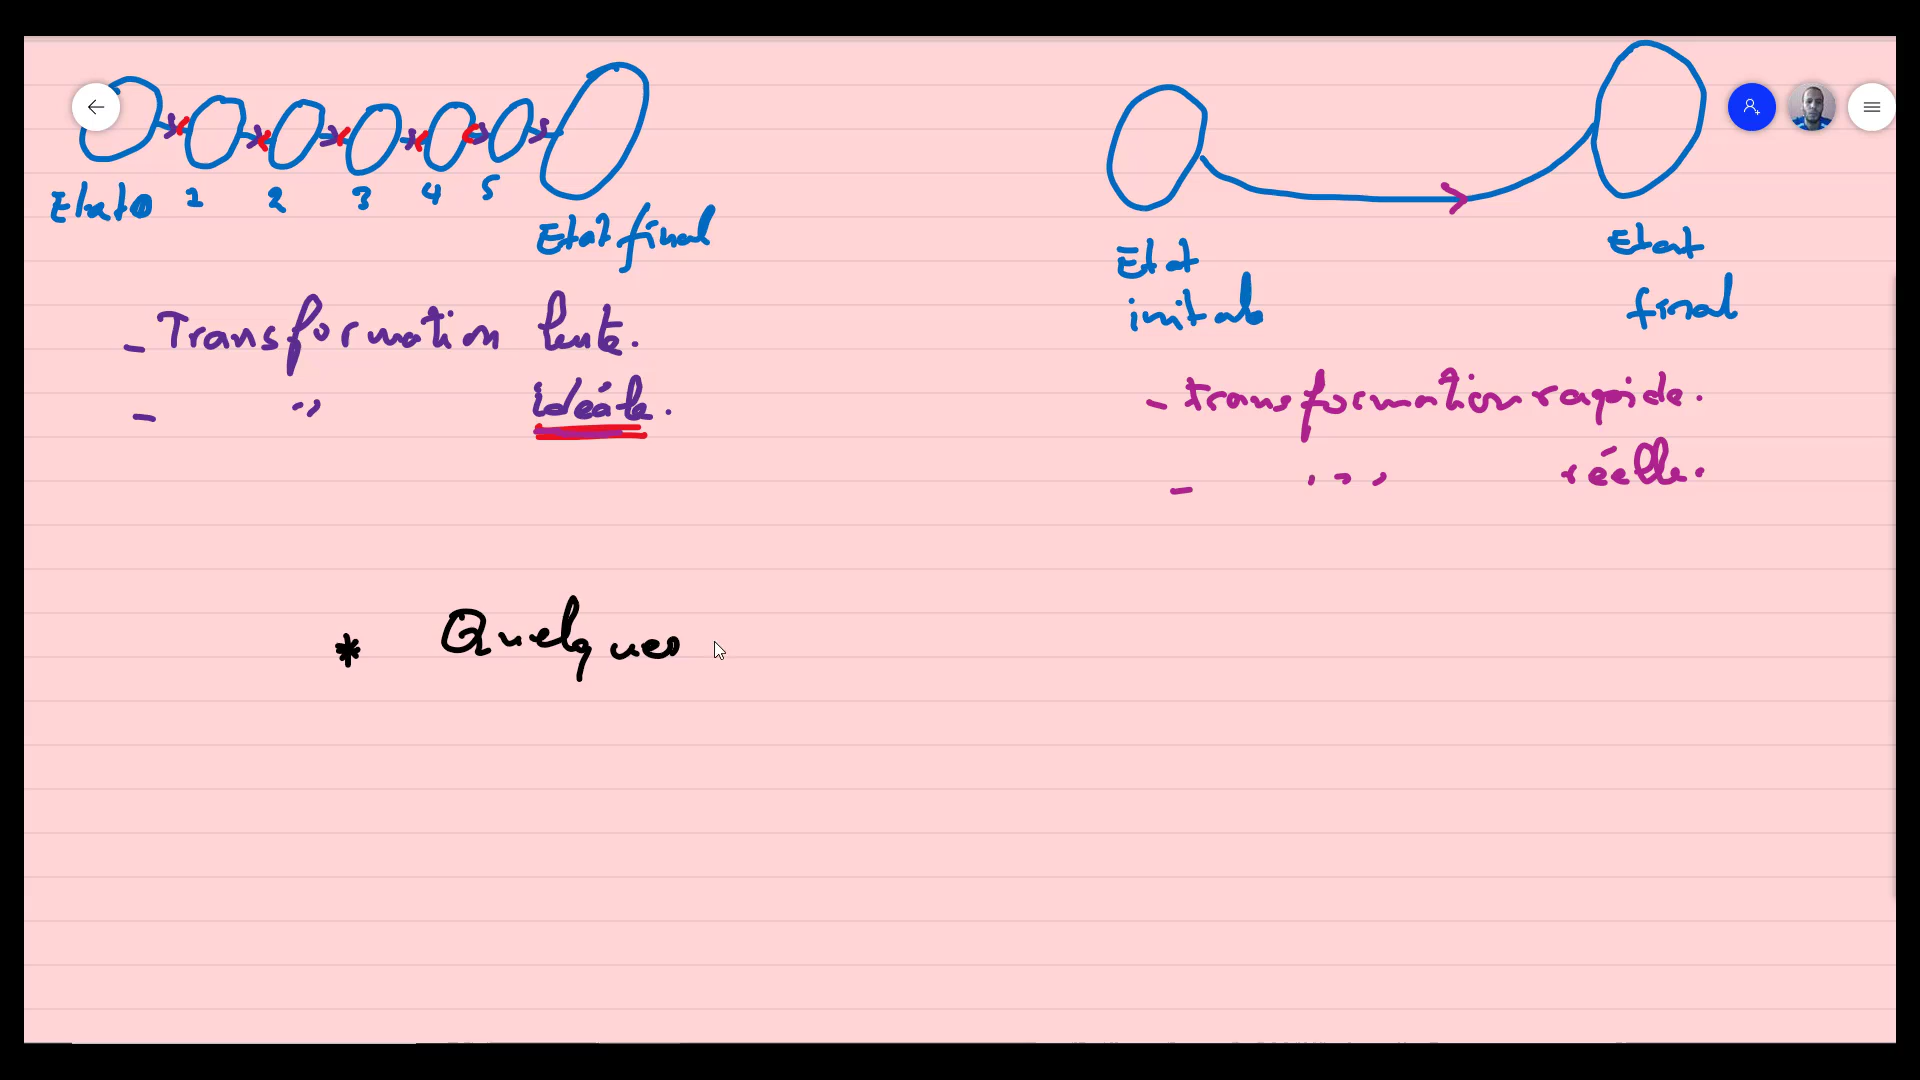 Etat 0 1 2 3 4 5
Etat final
- Transformation lente.
- " idéale.
Etat
initial
Etat
final
- transformation rapide.
- " réelle.
* Quelques